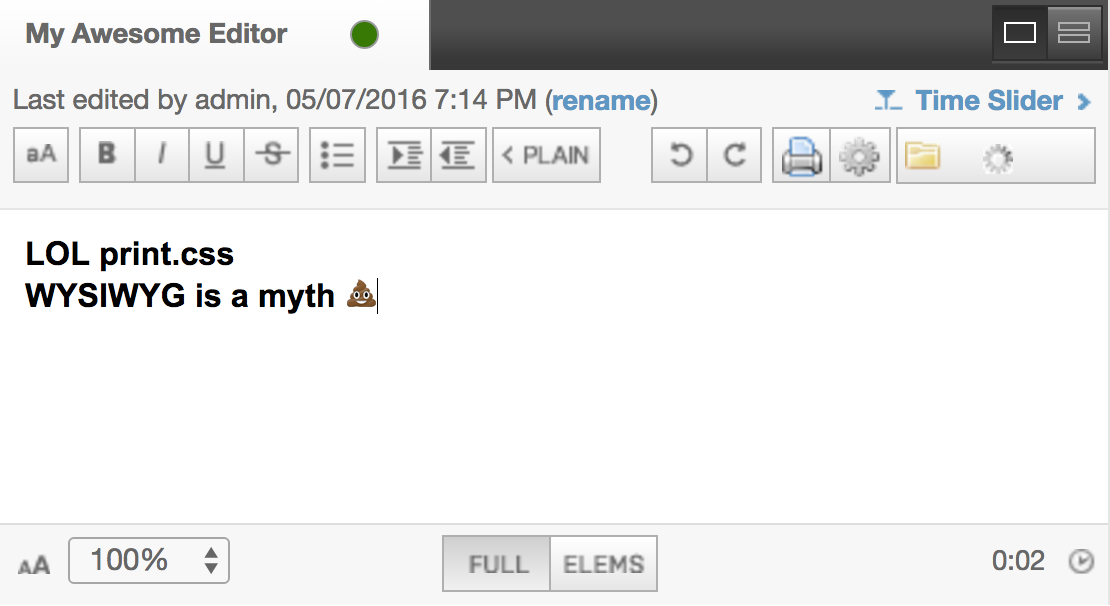 My Awesome Editor
Last edited by admin, 05/07/2016 7:14 PM (rename)
Time Slider
aA B I U S < PLAIN
LOL print.css
WYSIWYG is a myth 💩
AA 100% FULL ELEMS 0:02